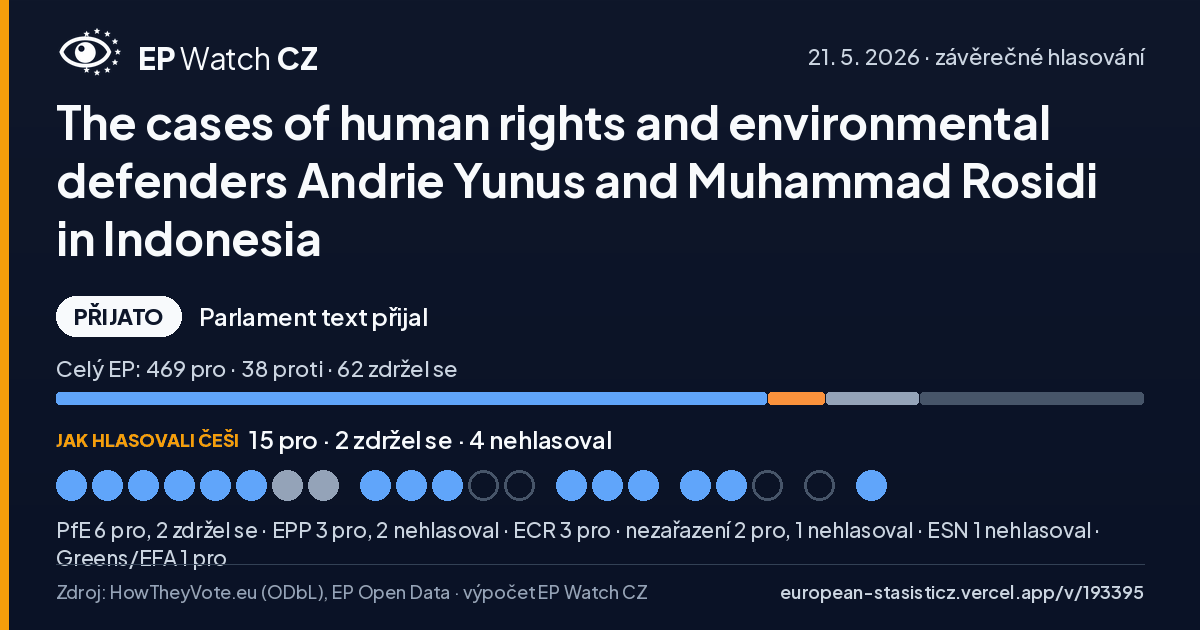 EP Watch CZ
21. 5. 2026 · závěrečné hlasování
The cases of human rights and environmental
defenders Andrie Yunus and Muhammad Rosidi
in Indonesia
PŘIJATO Parlament text přijal
Celý EP: 469 pro · 38 proti · 62 zdržel se
JAK HLASOVALI ČEŠI 15 pro · 2 zdržel se · 4 nehlasoval
PfE 6 pro, 2 zdržel se · EPP 3 pro, 2 nehlasoval · ECR 3 pro · nezařazení 2 pro, 1 nehlasoval · ESN 1 nehlasoval ·
Greens/EFA 1 pro
Zdroj: HowTheyVote.eu (ODbL), EP Open Data · výpočet EP Watch CZ
european-stasisticz.vercel.app/v/193395